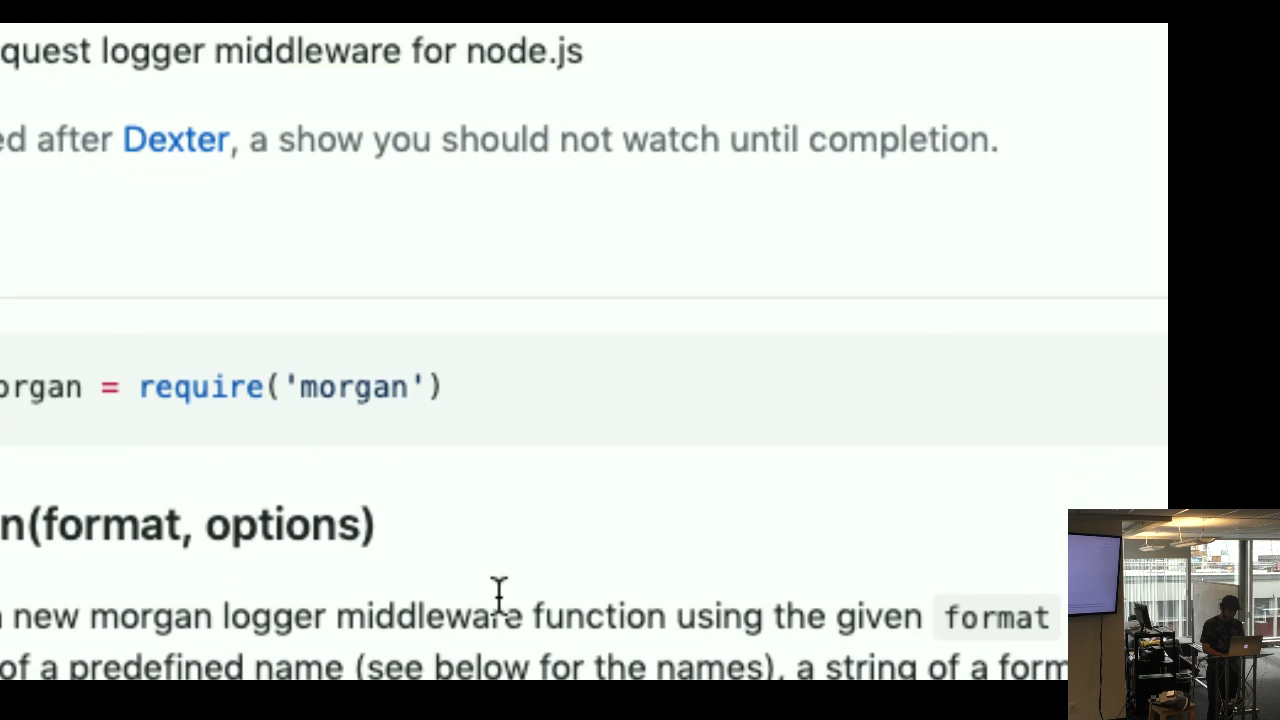 quest logger middleware for node.js
ed after Dexter, a show you should not watch until completion.
organ = require('morgan')
n(format, options)
new morgan logger middleware function using the given format
of a predefined name (see below for the names), a string of a form